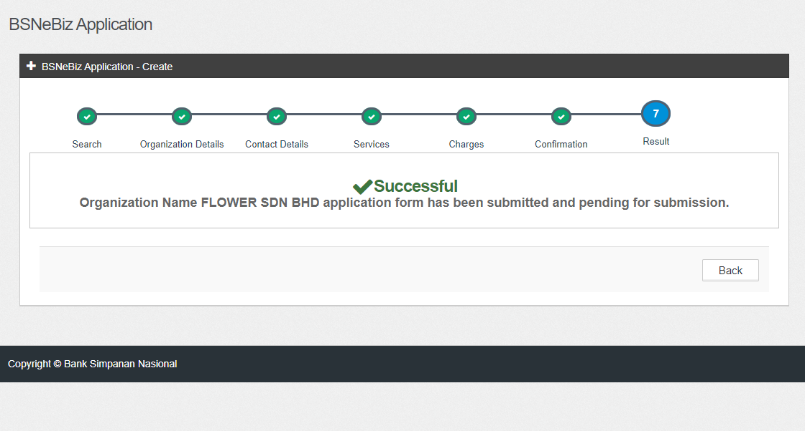 BSNeBiz Application
BSNeBiz Application - Create
7
Search Organization Details Contact Details Services Charges Confirmation Result
Successful
Organization Name FLOWER SDN BHD application form has been submitted and pending for submission.
Back
Copyright © Bank Simpanan Nasional